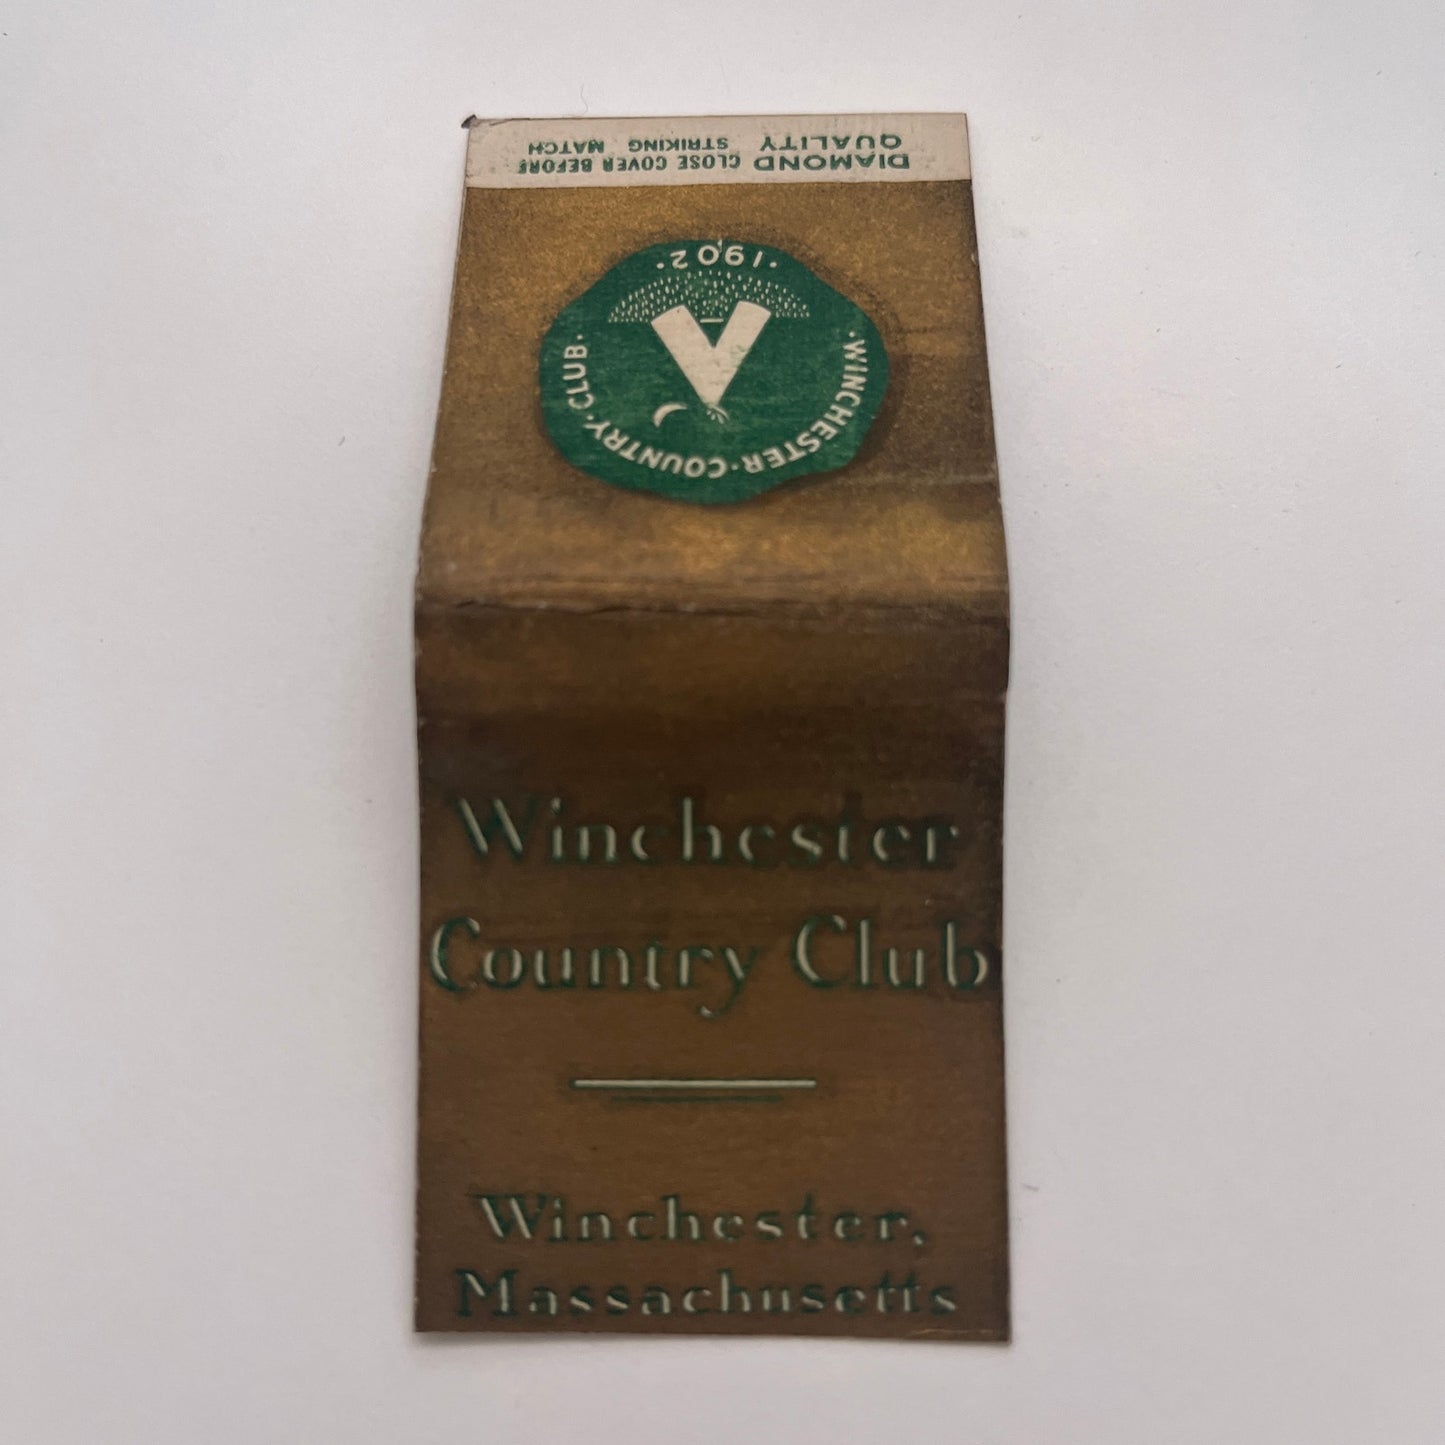 DIAMOND QUALITY
CLOSE COVER BEFORE
STRIKING MATCH
·WINCHESTER·COUNTRY·CLUB·
·1902·
Winchester
Country Club
Winchester,
Massachusetts